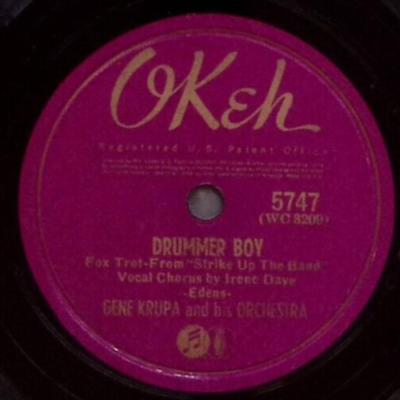 OKeh
Registered U.S. Patent Office
5747
(WC 3209)
DRUMMER BOY
Fox Trot-From "Strike Up The Band"
Vocal Chorus by Irene Daye
-Edens-
GENE KRUPA and his ORCHESTRA